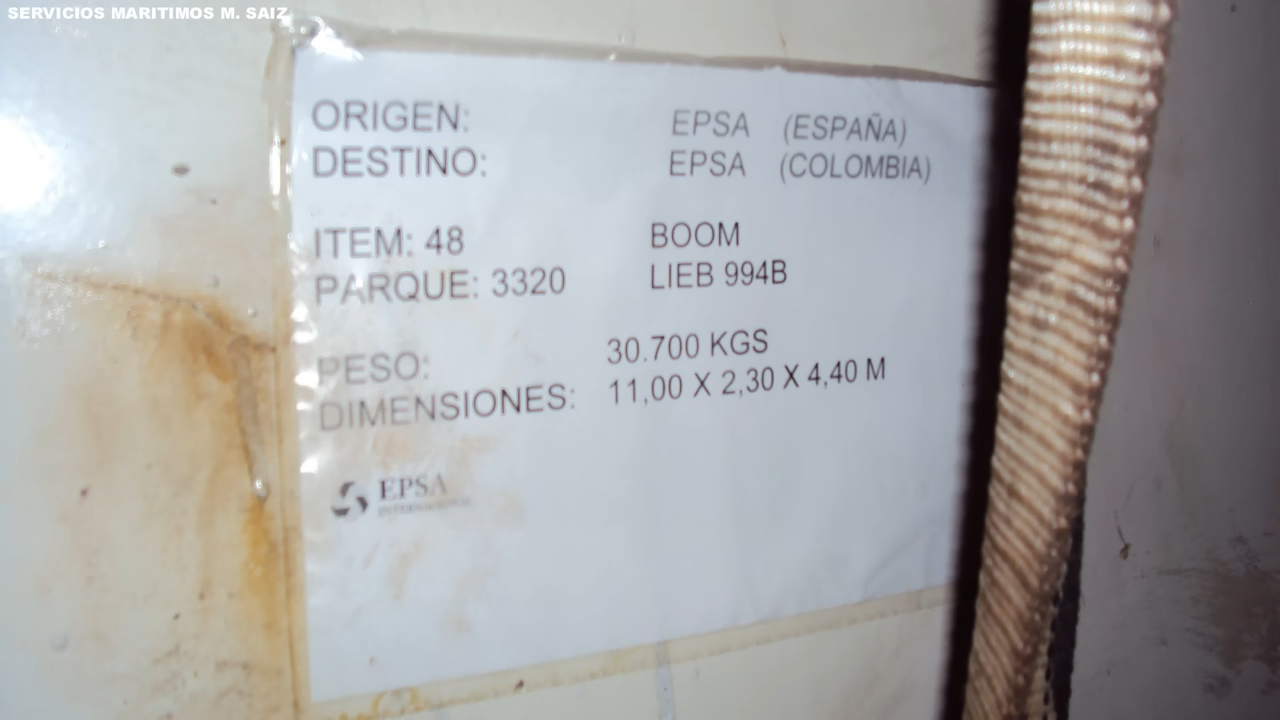 SERVICIOS MARITIMOS M. SAIZ
ORIGEN: EPSA (ESPAÑA)
DESTINO: EPSA (COLOMBIA)
ITEM: 48 BOOM
PARQUE: 3320 LIEB 994B
PESO: 30.700 KGS
DIMENSIONES: 11,00 X 2,30 X 4,40 M
EPSA
INTERNACIONAL